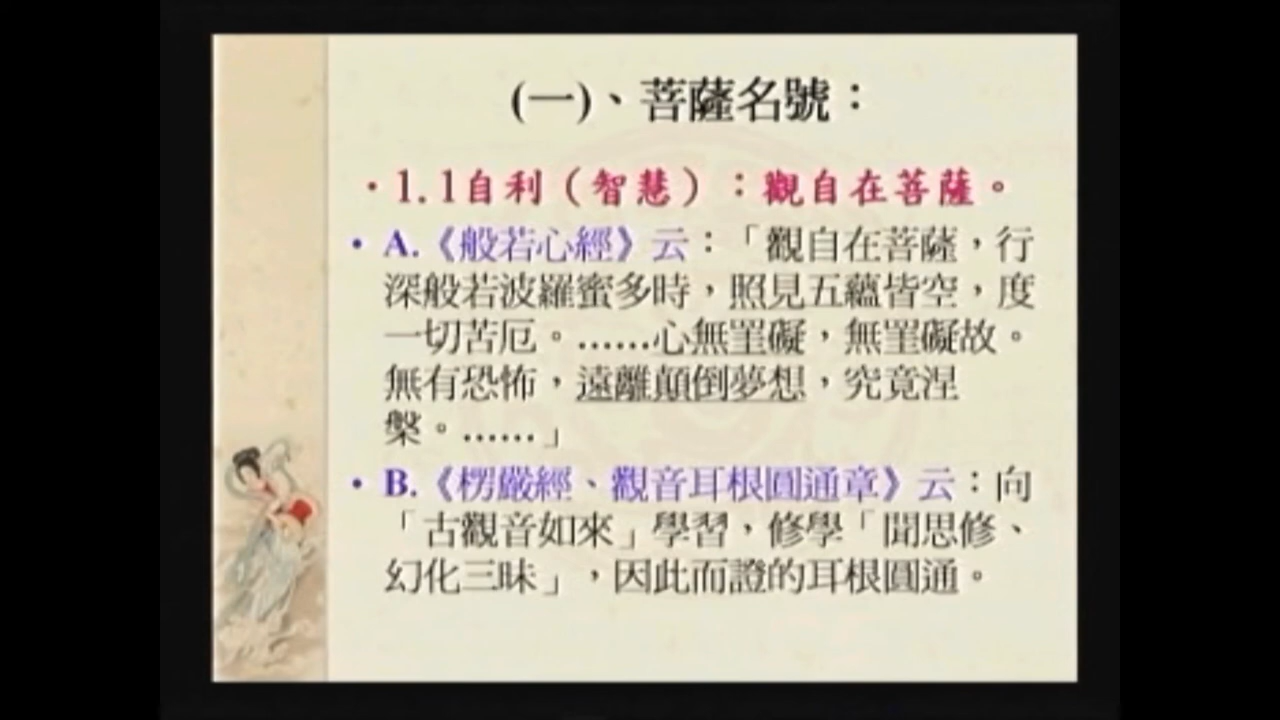 (一)、菩薩名號：
•1.1自利（智慧）：觀自在菩薩。
• A.《般若心經》云：「觀自在菩薩，行
深般若波羅蜜多時，照見五蘊皆空，度
一切苦厄。......心無罣礙，無罣礙故。
無有恐怖，遠離顛倒夢想，究竟涅
槃。......」
• B.《楞嚴經、觀音耳根圓通章》云：向
「古觀音如來」學習，修學「聞思修、
幻化三昧」，因此而證的耳根圓通。